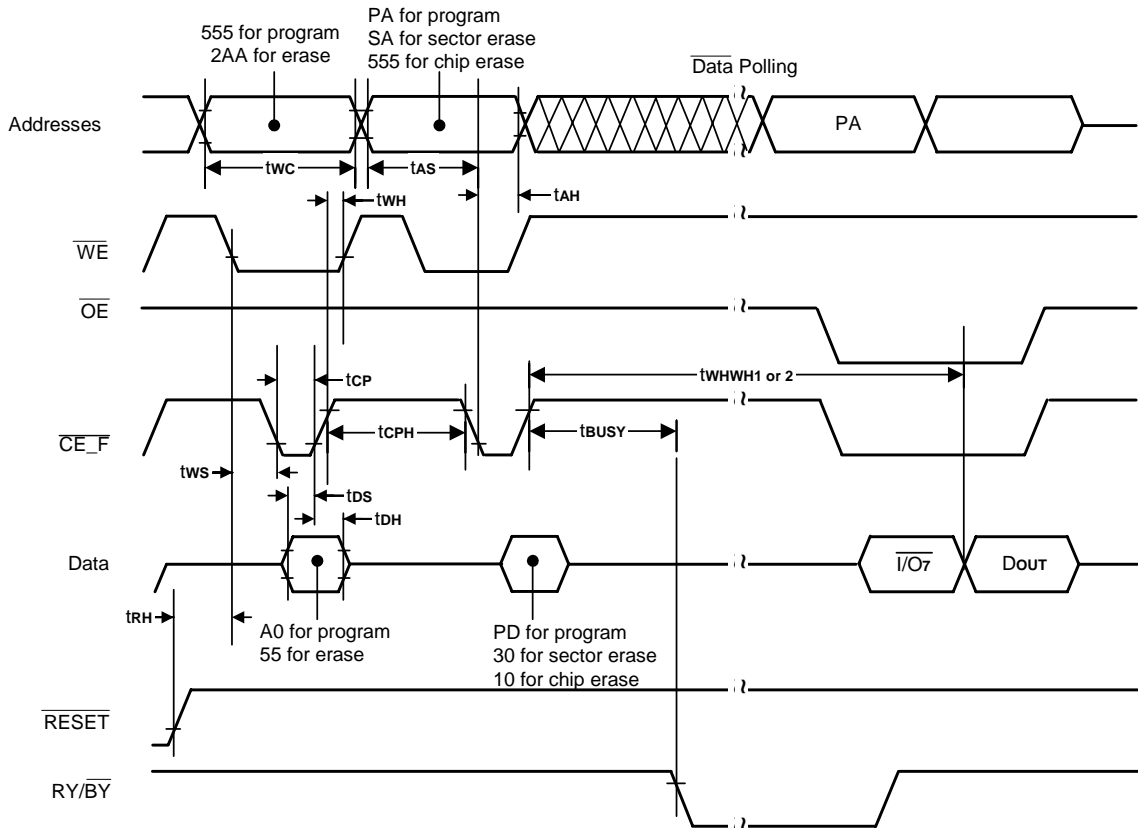 555 for program
2AA for erase
PA for program
SA for sector erase
555 for chip erase
Data Polling
Addresses
PA
tWC
tAS
tAH
tWH
WE
OE
tWHWH1 or 2
tCP
CE_F
tCPH
tBUSY
tWS
tDS
tDH
Data
I/O7
DOUT
tRH
A0 for program
55 for erase
PD for program
30 for sector erase
10 for chip erase
RESET
RY/BY